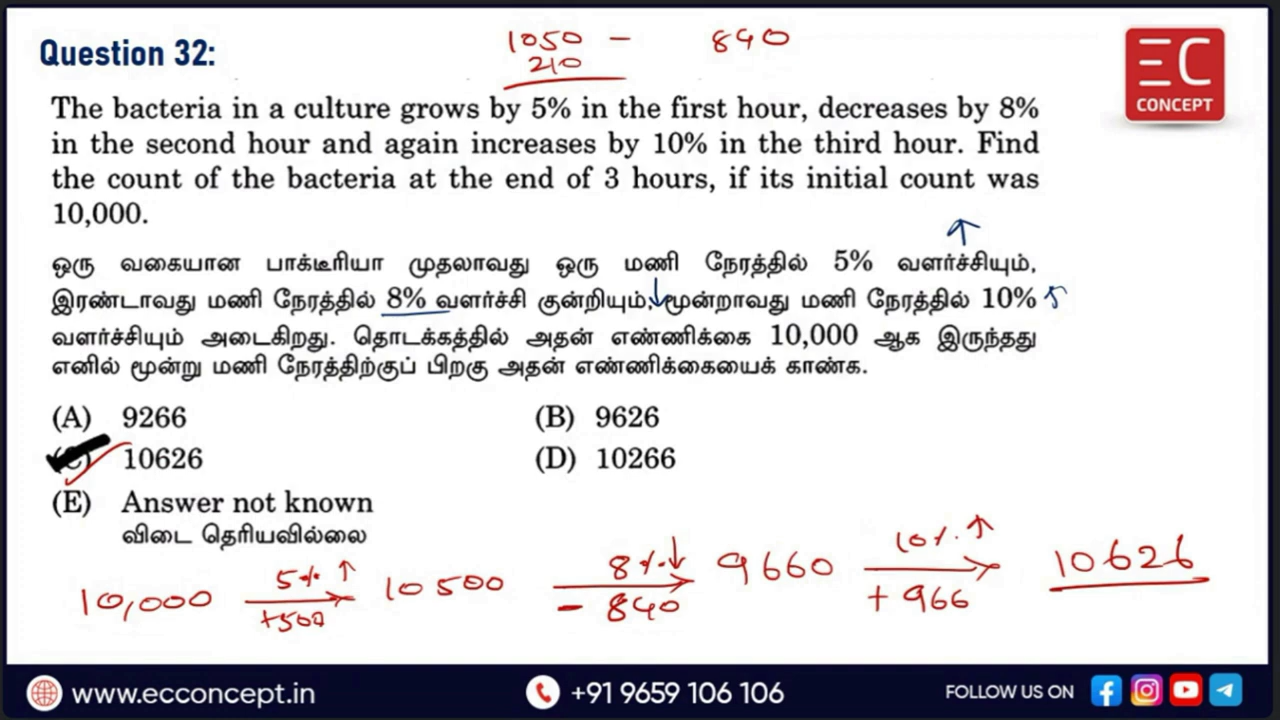 Question 32:
1050 - 840
210
EC
CONCEPT
The bacteria in a culture grows by 5% in the first hour, decreases by 8%
in the second hour and again increases by 10% in the third hour. Find
the count of the bacteria at the end of 3 hours, if its initial count was
10,000.
ஒரு வகையான பாக்டீரியா முதலாவது ஒரு மணி நேரத்தில் 5% வளர்ச்சியும்,
இரண்டாவது மணி நேரத்தில் 8% வளர்ச்சி குன்றியும், மூன்றாவது மணி நேரத்தில் 10%
வளர்ச்சியும் அடைகிறது. தொடக்கத்தில் அதன் எண்ணிக்கை 10,000 ஆக இருந்தது
எனில் மூன்று மணி நேரத்திற்குப் பிறகு அதன் எண்ணிக்கையைக் காண்க.
(A) 9266 (B) 9626
(C) 10626 (D) 10266
(E) Answer not known
விடை தெரியவில்லை
5% ↑ 8% ↓ 10% ↑
10,000 → 10500 → 9660 → 10626
+500 - 840 + 966
www.ecconcept.in +91 9659 106 106 FOLLOW US ON